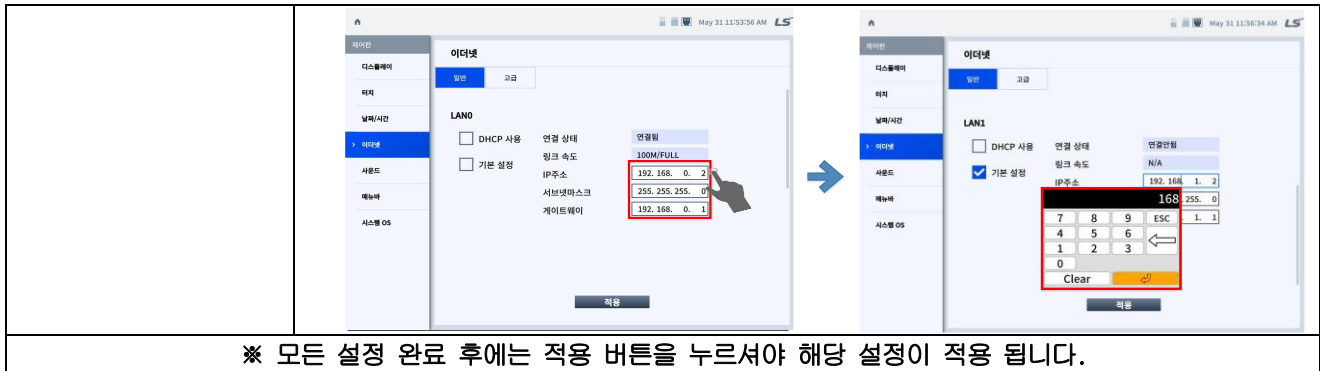 May 31 11:53:56 AM LS
제어판
디스플레이
터치
날짜/시간
> 이더넷
사운드
메뉴바
시스템 OS
이더넷
일반 고급
LAN0
DHCP 사용 연결 상태 연결됨
기본 설정 링크 속도 100M/FULL
IP주소 192. 168. 0. 2
서브넷마스크 255. 255. 255. 0
게이트웨이 192. 168. 0. 1
적용
May 31 11:56:34 AM LS
제어판
디스플레이
터치
날짜/시간
> 이더넷
사운드
메뉴바
시스템 OS
이더넷
일반 고급
LAN1
DHCP 사용 연결 상태 연결안됨
기본 설정 링크 속도 N/A
IP주소 192. 168. 1. 2
168 255. 0
7 8 9 ESC 1. 1
4 5 6
1 2 3
0
Clear
적용
※ 모든 설정 완료 후에는 적용 버튼을 누르셔야 해당 설정이 적용 됩니다.